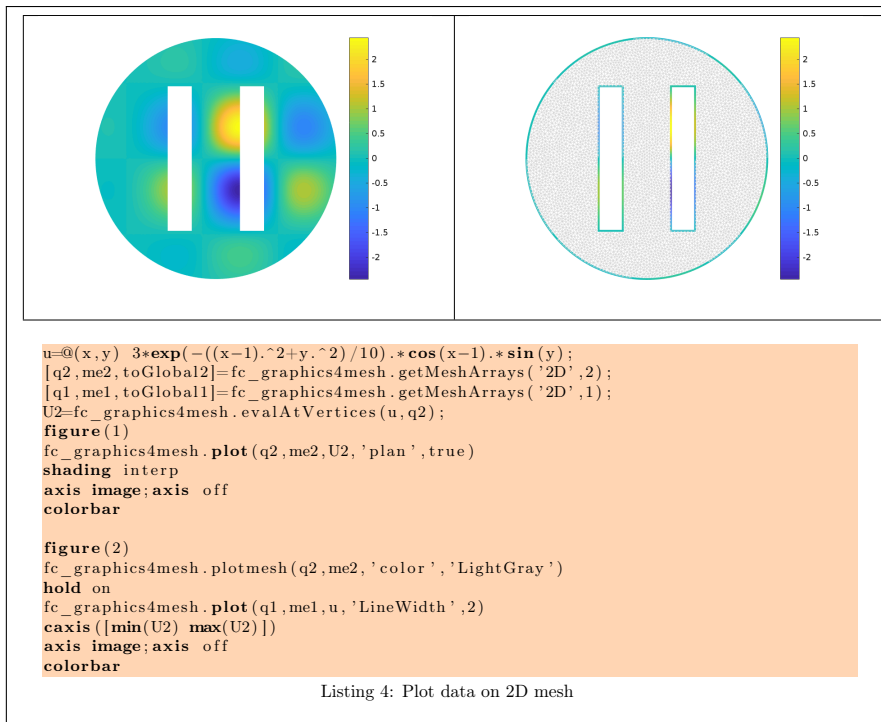 2
1.5
1
0.5
0
-0.5
-1
-1.5
-2
2
1.5
1
0.5
0
-0.5
-1
-1.5
-2
u=@(x,y) 3*exp(-((x-1).^2+y.^2)/10).*cos(x-1).*sin(y);
[q2,me2,toGlobal2]=fc_graphics4mesh.getMeshArrays('2D',2);
[q1,me1,toGlobal1]=fc_graphics4mesh.getMeshArrays('2D',1);
U2=fc_graphics4mesh.evalAtVertices(u,q2);
figure(1)
fc_graphics4mesh.plot(q2,me2,U2,'plan',true)
shading interp
axis image;axis off
colorbar
figure(2)
fc_graphics4mesh.plotmesh(q2,me2,'color','LightGray')
hold on
fc_graphics4mesh.plot(q1,me1,u,'LineWidth',2)
caxis([min(U2) max(U2)])
axis image;axis off
colorbar
Listing 4: Plot data on 2D mesh